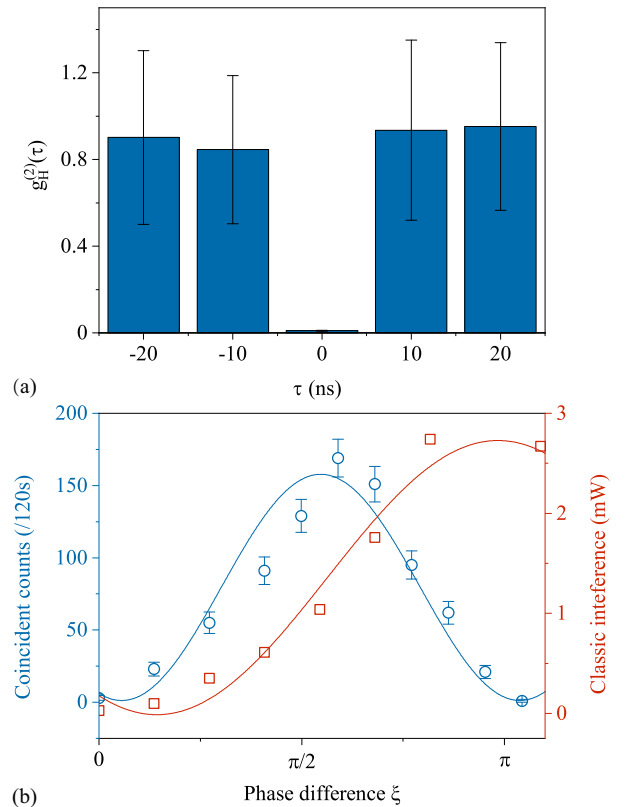 1.2
0.8
0.4
0
g_H^(2)(τ)
-20 -10 0 10 20
τ (ns)
(a)
200
150
100
50
0
Coincident counts (/120s)
3
2
1
0
Classic inteference (mW)
0 π/2 π
Phase difference ξ
(b)